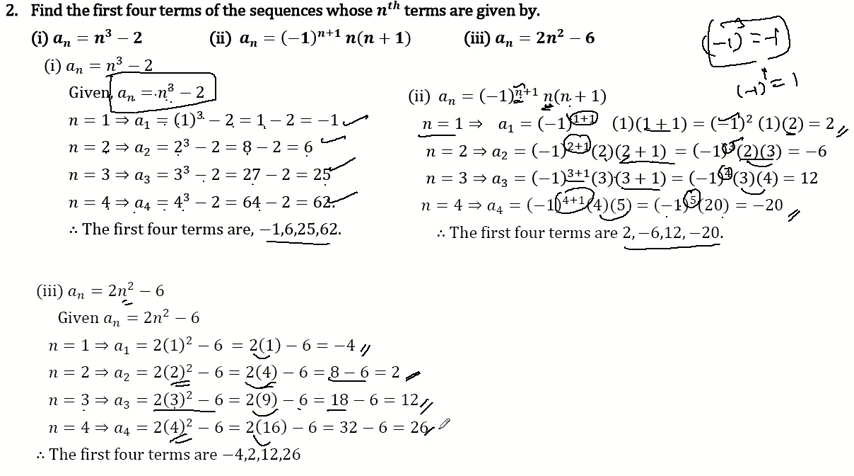 2. Find the first four terms of the sequences whose nᵗʰ terms are given by.
(i) aₙ = n³ − 2 (ii) aₙ = (−1)ⁿ⁺¹ n(n + 1) (iii) aₙ = 2n² − 6
(−1)³ = −1
(−1)⁴ = 1
(i) aₙ = n³ − 2
Given, aₙ = n³ − 2
n = 1 ⇒ a₁ = (1)³ − 2 = 1 − 2 = −1
n = 2 ⇒ a₂ = 2³ − 2 = 8 − 2 = 6
n = 3 ⇒ a₃ = 3³ − 2 = 27 − 2 = 25
n = 4 ⇒ a₄ = 4³ − 2 = 64 − 2 = 62.
∴ The first four terms are, −1,6,25,62.
(ii) aₙ = (−1)ⁿ⁺¹ n(n + 1)
n = 1 ⇒ a₁ = (−1)¹⁺¹ (1)(1 + 1) = (−1)² (1)(2) = 2
n = 2 ⇒ a₂ = (−1)²⁺¹(2)(2 + 1) = (−1)³(2)(3) = −6
n = 3 ⇒ a₃ = (−1)³⁺¹(3)(3 + 1) = (−1)⁴(3)(4) = 12
n = 4 ⇒ a₄ = (−1)⁴⁺¹(4)(5) = (−1)⁵(20) = −20
∴ The first four terms are 2, −6,12, −20.
(iii) aₙ = 2n² − 6
Given aₙ = 2n² − 6
n = 1 ⇒ a₁ = 2(1)² − 6 = 2(1) − 6 = −4
n = 2 ⇒ a₂ = 2(2)² − 6 = 2(4) − 6 = 8 − 6 = 2
n = 3 ⇒ a₃ = 2(3)² − 6 = 2(9) − 6 = 18 − 6 = 12
n = 4 ⇒ a₄ = 2(4)² − 6 = 2(16) − 6 = 32 − 6 = 26
∴ The first four terms are −4,2,12,26